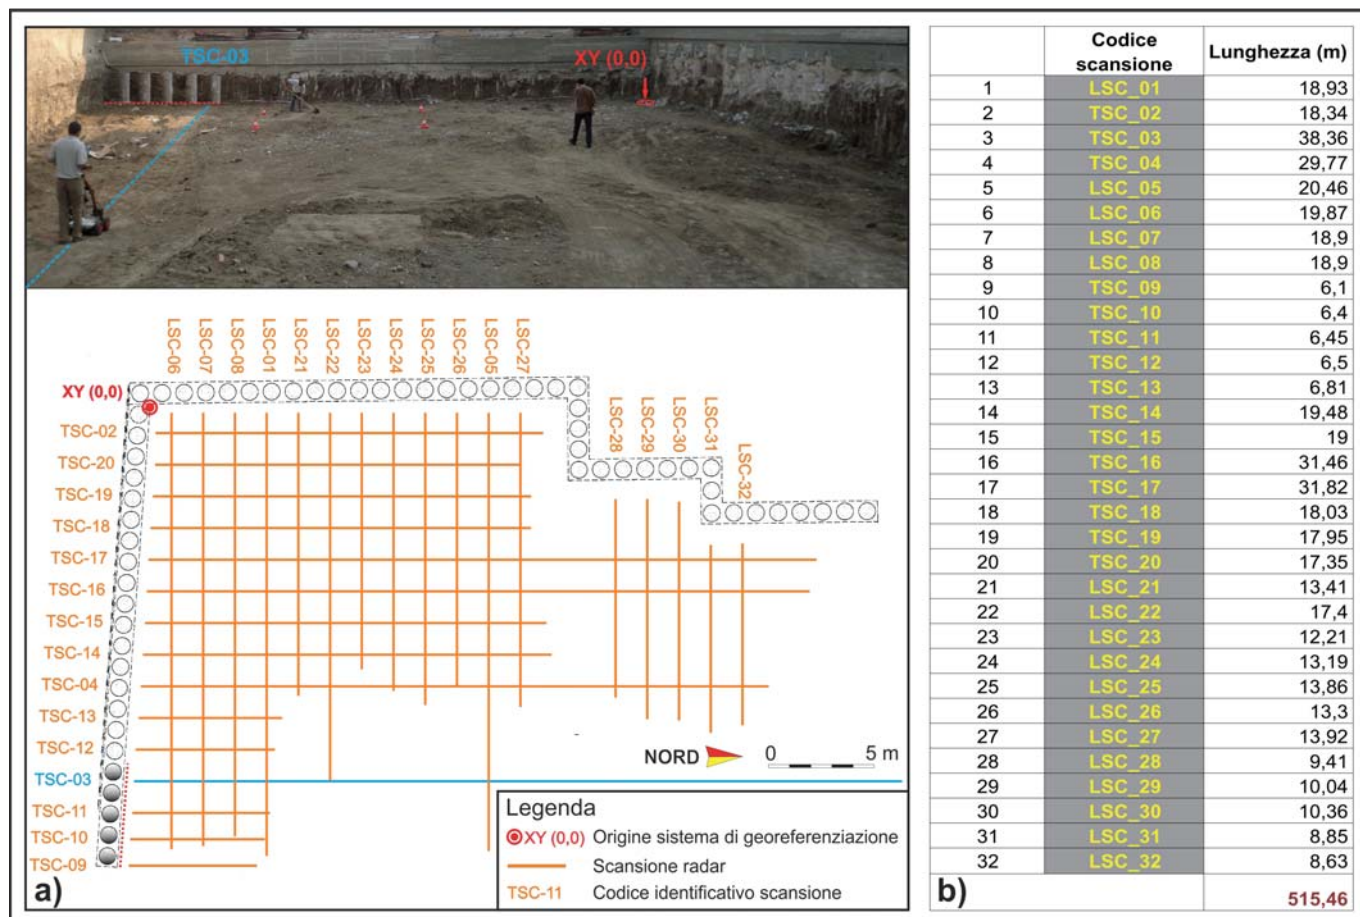 TSC-03
XY (0,0)
LSC-06
LSC-07
LSC-08
LSC-01
LSC-21
LSC-22
LSC-23
LSC-24
LSC-25
LSC-26
LSC-05
LSC-27
LSC-28
LSC-29
LSC-30
LSC-31
LSC-32
XY (0,0)
TSC-02
TSC-20
TSC-19
TSC-18
TSC-17
TSC-16
TSC-15
TSC-14
TSC-04
TSC-13
TSC-12
TSC-03
TSC-11
TSC-10
TSC-09
NORD 0 5 m
Legenda
XY (0,0) Origine sistema di georeferenziazione
Scansione radar
TSC-11 Codice identificativo scansione
a)
Codice
scansione Lunghezza (m)
1 LSC_01 18,93
2 TSC_02 18,34
3 TSC_03 38,36
4 TSC_04 29,77
5 LSC_05 20,46
6 LSC_06 19,87
7 LSC_07 18,9
8 LSC_08 18,9
9 TSC_09 6,1
10 TSC_10 6,4
11 TSC_11 6,45
12 TSC_12 6,5
13 TSC_13 6,81
14 TSC_14 19,48
15 TSC_15 19
16 TSC_16 31,46
17 TSC_17 31,82
18 TSC_18 18,03
19 TSC_19 17,95
20 TSC_20 17,35
21 LSC_21 13,41
22 LSC_22 17,4
23 LSC_23 12,21
24 LSC_24 13,19
25 LSC_25 13,86
26 LSC_26 13,3
27 LSC_27 13,92
28 LSC_28 9,41
29 LSC_29 10,04
30 LSC_30 10,36
31 LSC_31 8,85
32 LSC_32 8,63
b) 515,46